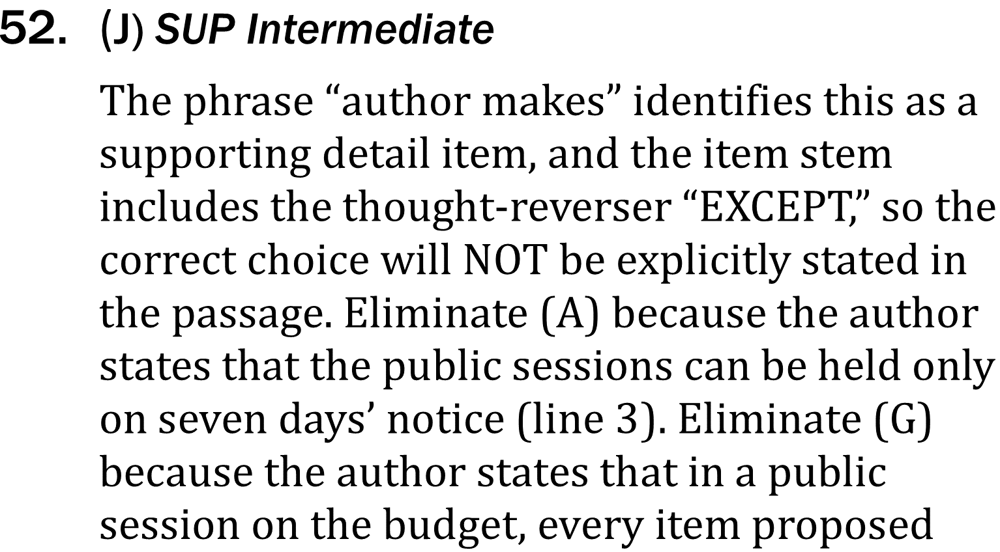 52. (J) SUP Intermediate
The phrase “author makes” identifies this as a
supporting detail item, and the item stem
includes the thought-reverser “EXCEPT,” so the
correct choice will NOT be explicitly stated in
the passage. Eliminate (A) because the author
states that the public sessions can be held only
on seven days’ notice (line 3). Eliminate (G)
because the author states that in a public
session on the budget, every item proposed